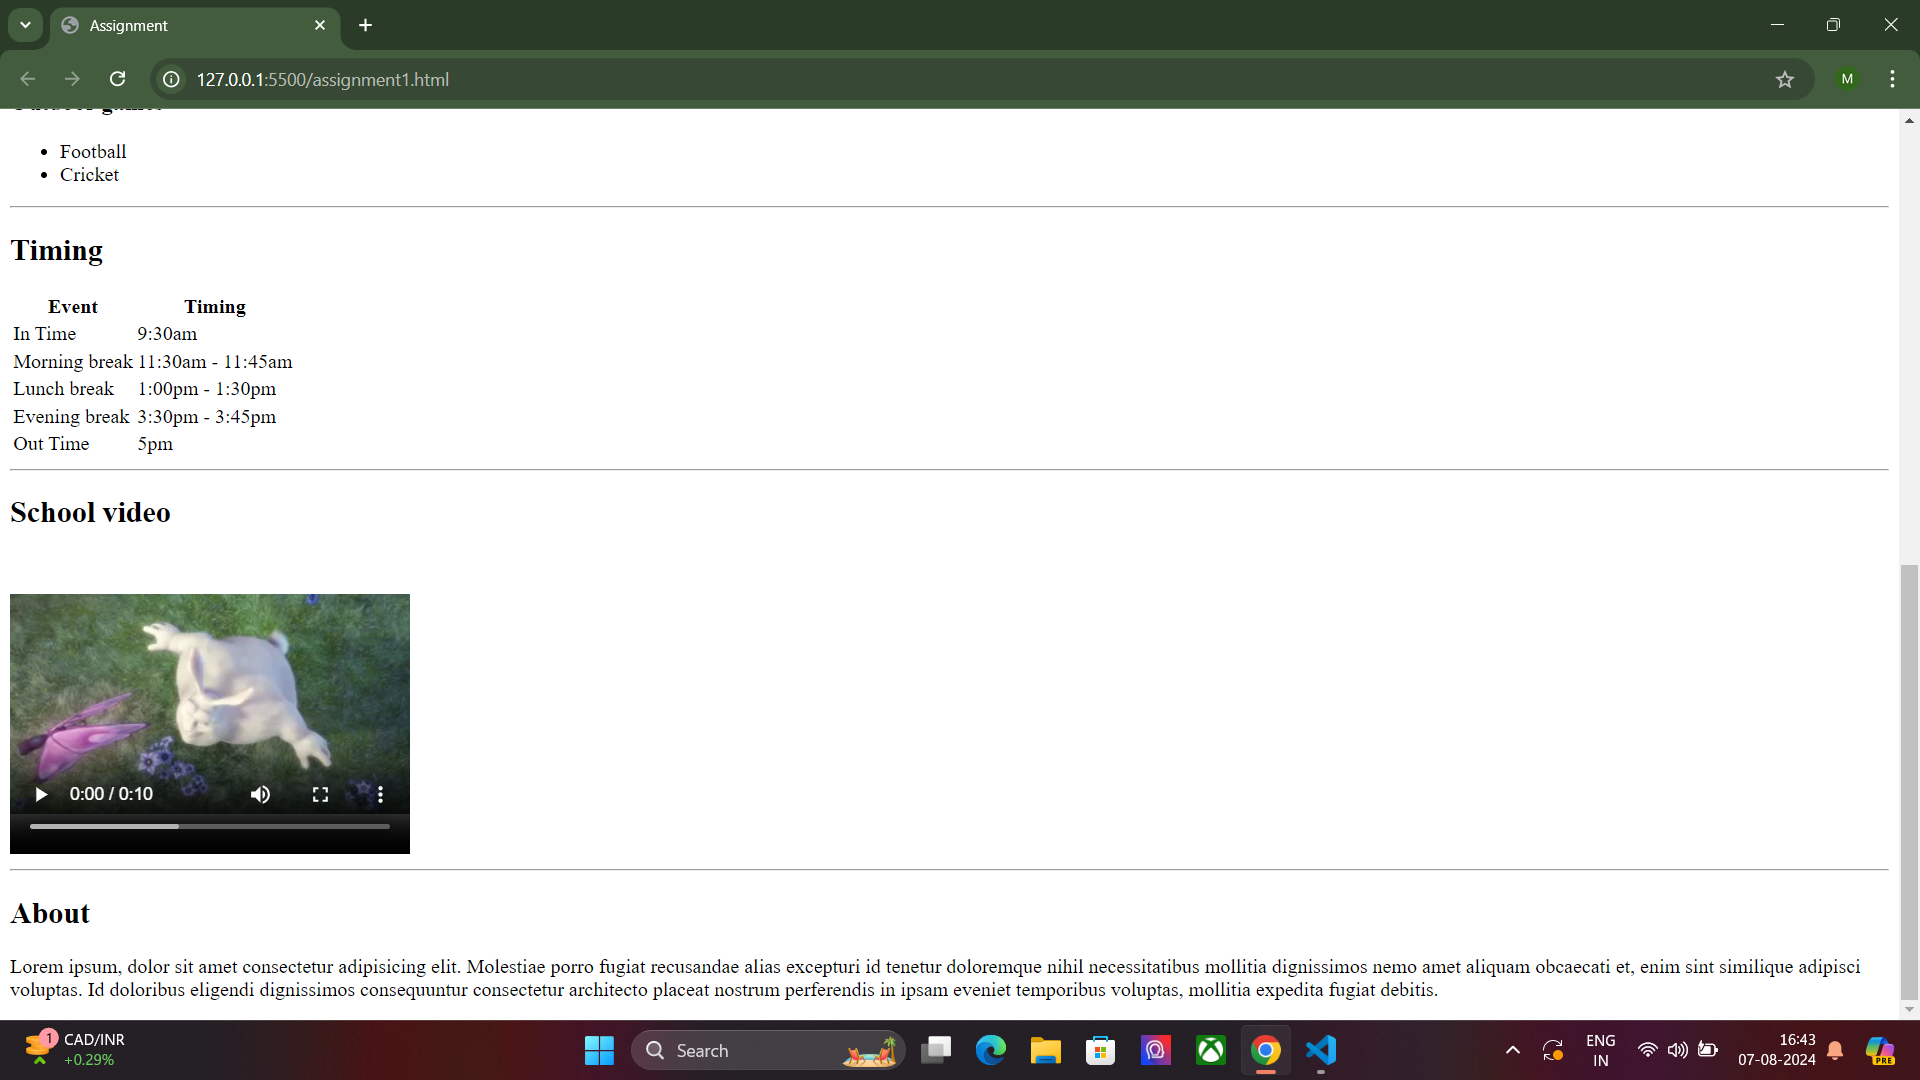 Assignment
127.0.0.1:5500/assignment1.html
M
Outdoor games
Football
Cricket
Timing
Event Timing
In Time 9:30am
Morning break 11:30am - 11:45am
Lunch break 1:00pm - 1:30pm
Evening break 3:30pm - 3:45pm
Out Time 5pm
School video
0:00 / 0:10
About
Lorem ipsum, dolor sit amet consectetur adipisicing elit. Molestiae porro fugiat recusandae alias excepturi id tenetur doloremque nihil necessitatibus mollitia dignissimos nemo amet aliquam obcaecati et, enim sint similique adipisci
voluptas. Id doloribus eligendi dignissimos consequuntur consectetur architecto placeat nostrum perferendis in ipsam eveniet temporibus voluptas, mollitia expedita fugiat debitis.
1 CAD/INR
+0.29%
Search
ENG
IN
16:43
07-08-2024
PRE